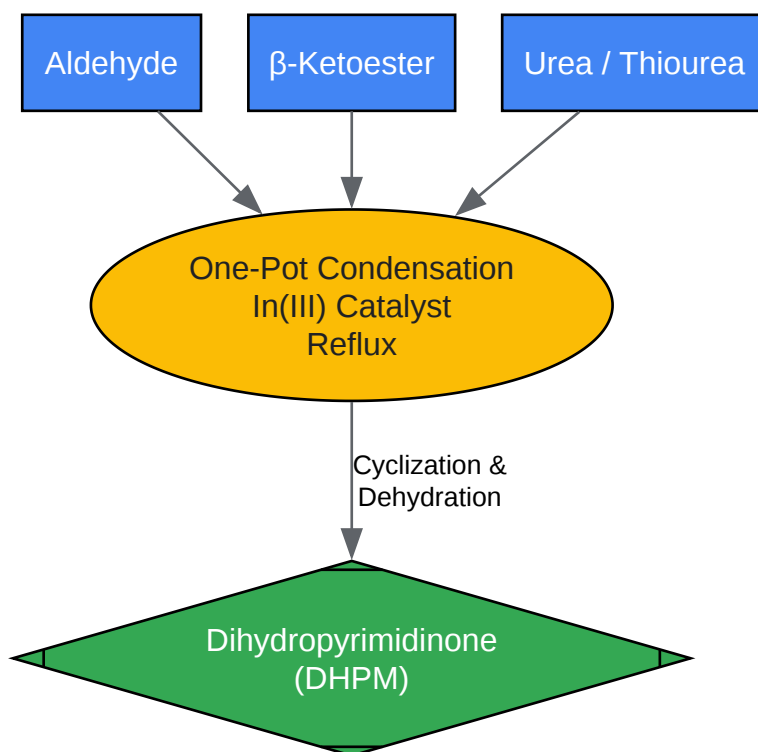 Aldehyde
β-Ketoester
Urea / Thiourea
One-Pot Condensation
In(III) Catalyst
Reflux
Cyclization &
Dehydration
Dihydropyrimidinone
(DHPM)